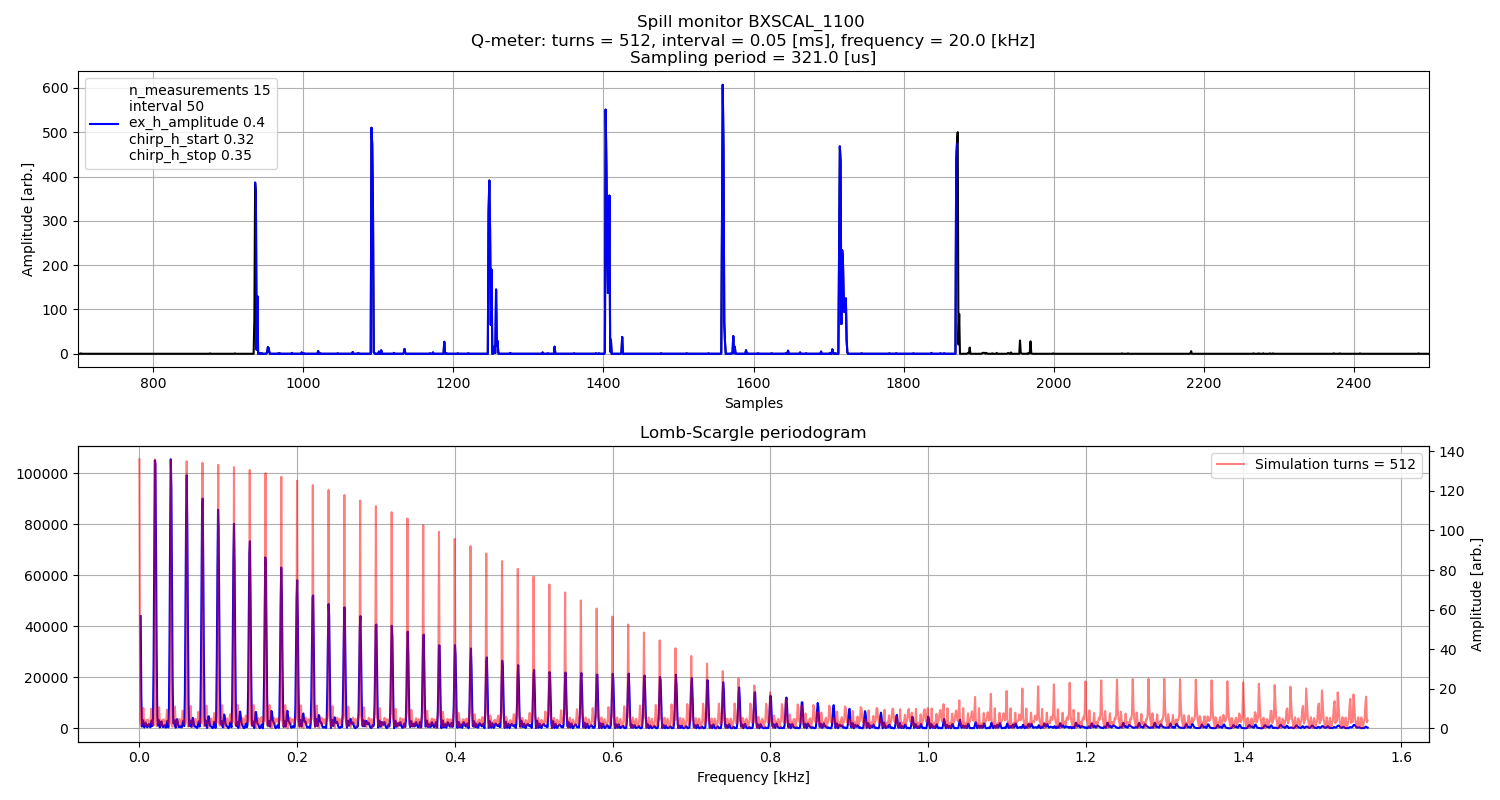 Spill monitor BXSCAL_1100
Q-meter: turns = 512, interval = 0.05 [ms], frequency = 20.0 [kHz]
Sampling period = 321.0 [us]
n_measurements 15
interval 50
ex_h_amplitude 0.4
chirp_h_start 0.32
chirp_h_stop 0.35
Amplitude [arb.]
600
500
400
300
200
100
0
800 1000 1200 1400 1600 1800 2000 2200 2400
Samples
Lomb-Scargle periodogram
Simulation turns = 512
100000
80000
60000
40000
20000
0
140
120
100
80
60
40
20
0
Amplitude [arb.]
0.0 0.2 0.4 0.6 0.8 1.0 1.2 1.4 1.6
Frequency [kHz]